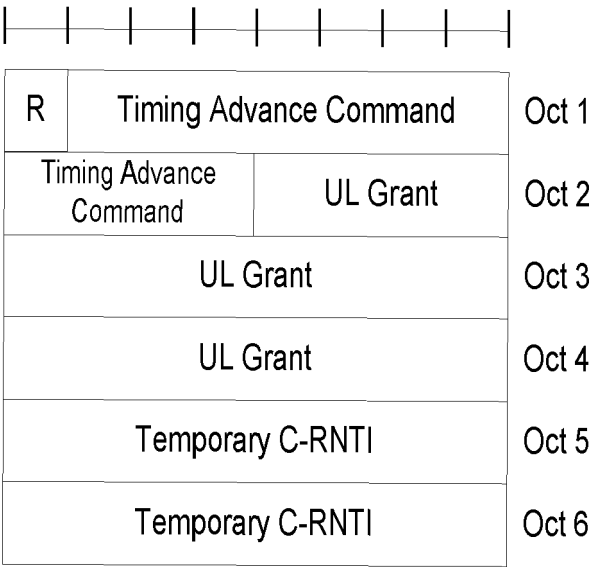 R Timing Advance Command Oct 1
Timing Advance
Command UL Grant Oct 2
UL Grant Oct 3
UL Grant Oct 4
Temporary C-RNTI Oct 5
Temporary C-RNTI Oct 6